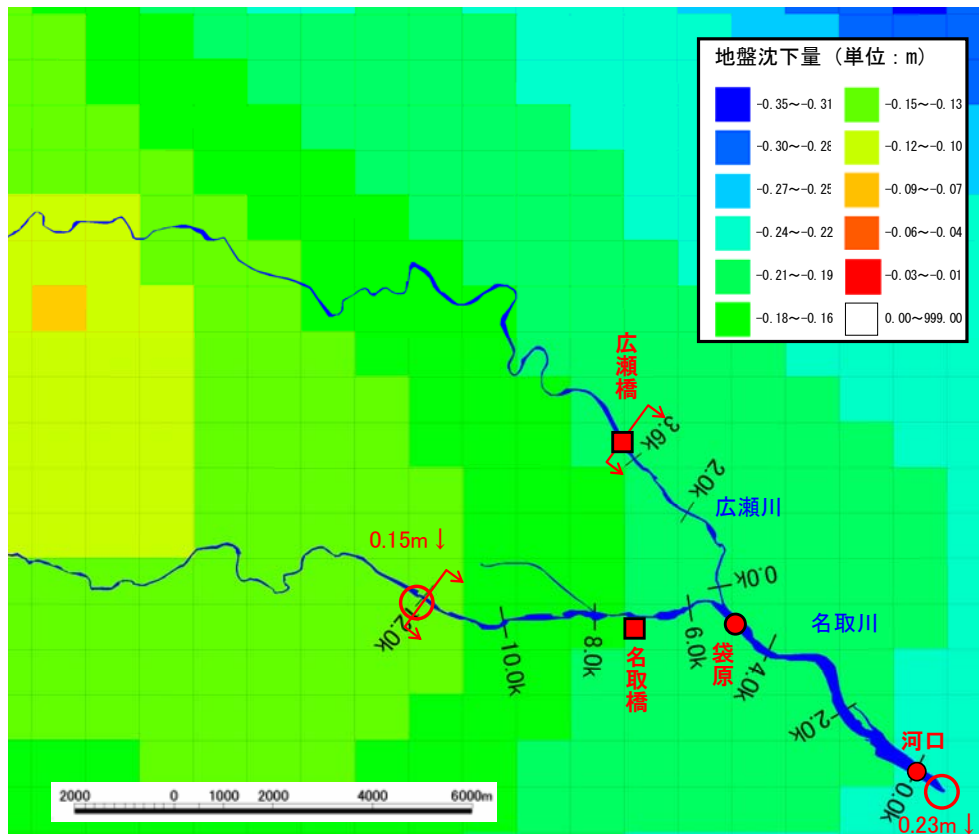 地盤沈下量（単位：m）
-0.35～-0.31
-0.30～-0.28
-0.27～-0.25
-0.24～-0.22
-0.21～-0.19
-0.18～-0.16
-0.15～-0.13
-0.12～-0.10
-0.09～-0.07
-0.06～-0.04
-0.03～-0.01
0.00～999.00
広瀬橋
3.6k
2.0k
広瀬川
0.0k
0.15m↓
12.0k
10.0k
8.0k
名取橋
6.0k
袋原
4.0k
名取川
2.0k
河口
0.0k
0.23m↓
2000 0 1000 2000 4000 6000m